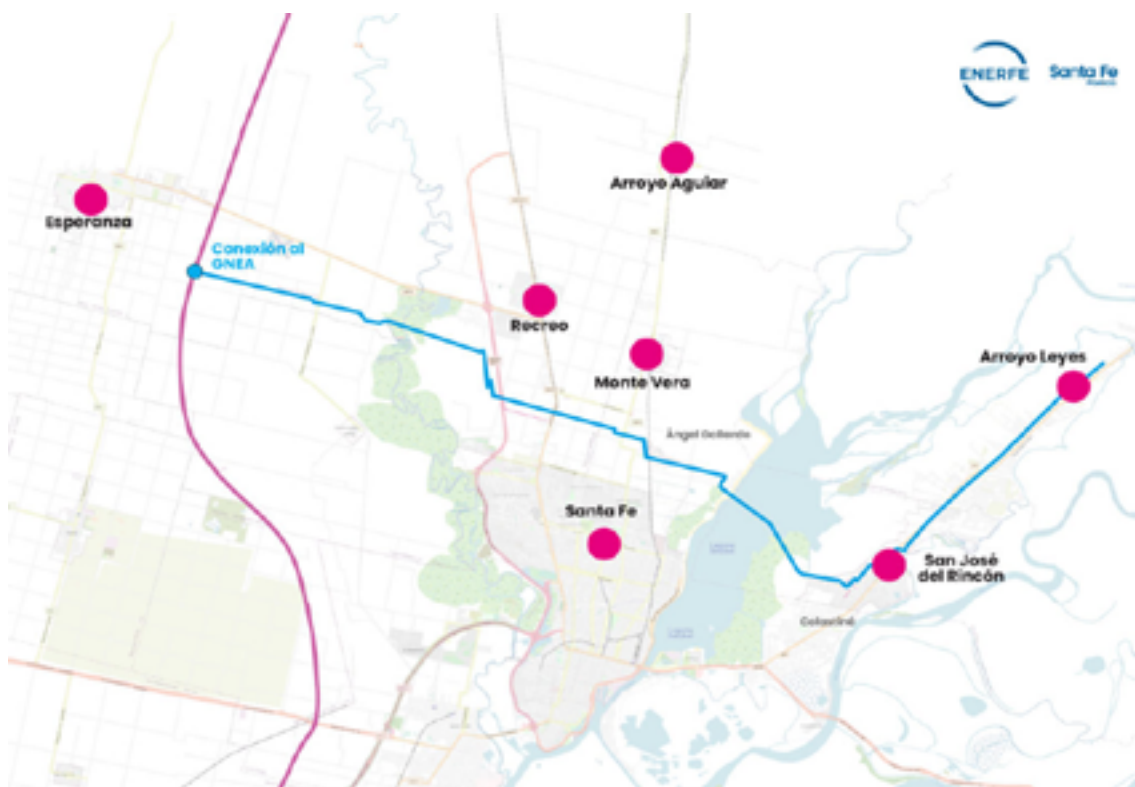 ENERFE
Santa Fe
Arroyo Aguiar
Esperanza
Conexión al
GNEA
Recreo
Monte Vera
Arroyo Leyes
Ángel Gallardo
Santa Fe
San José
del Rincón
Colastiné